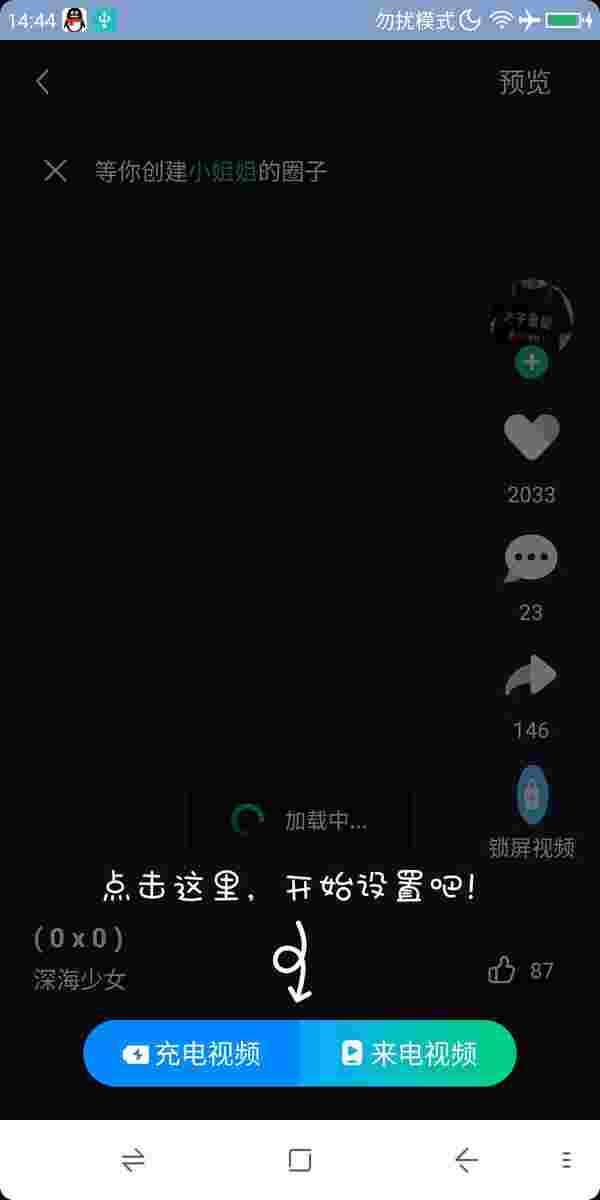 14:44
勿扰模式
预览
等你创建小姐姐的圈子
2033
23
146
加载中...
锁屏视频
点击这里，开始设置吧！
(0x0)
深海少女
87
充电视频
来电视频